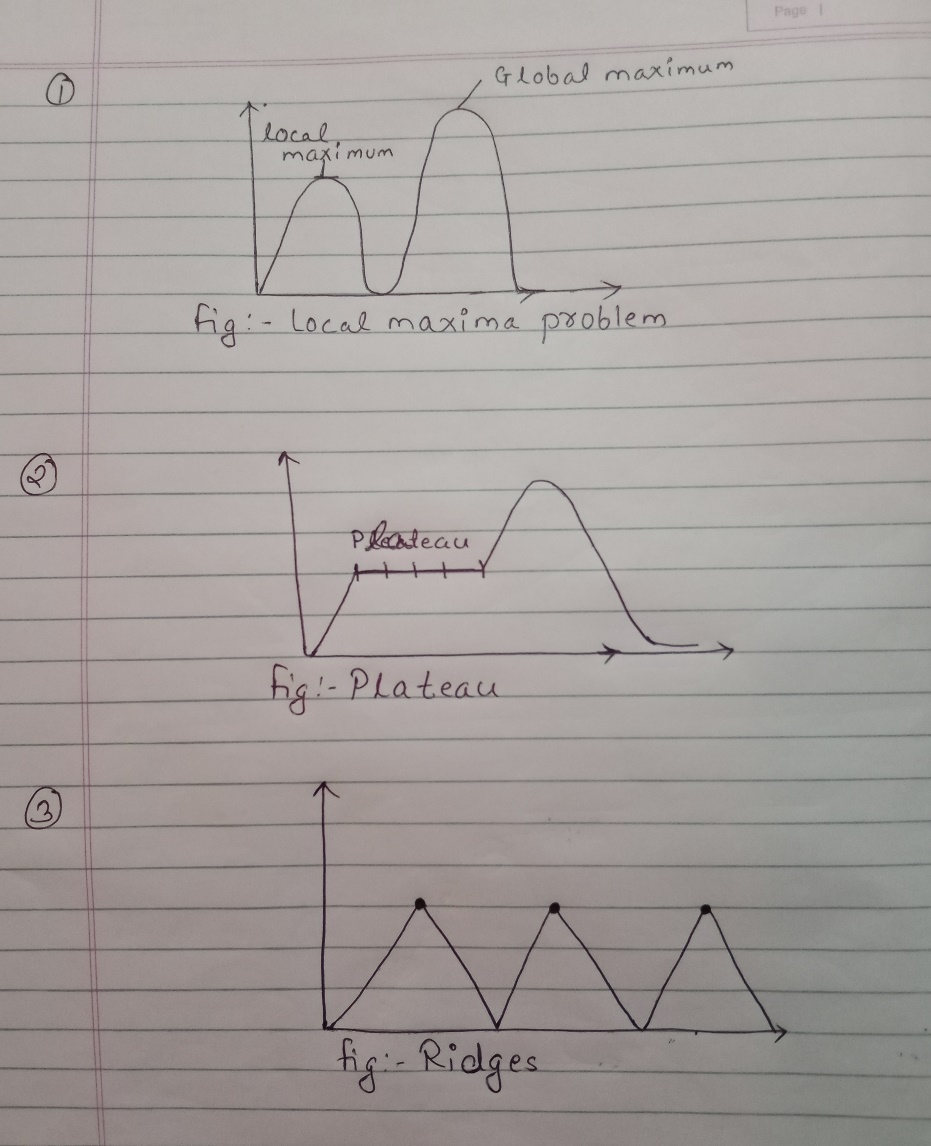 Page 1
①
Global maximum
local
maximum
fig:- Local maxima problem
②
Plateau
fig:- Plateau
③
fig:- Ridges